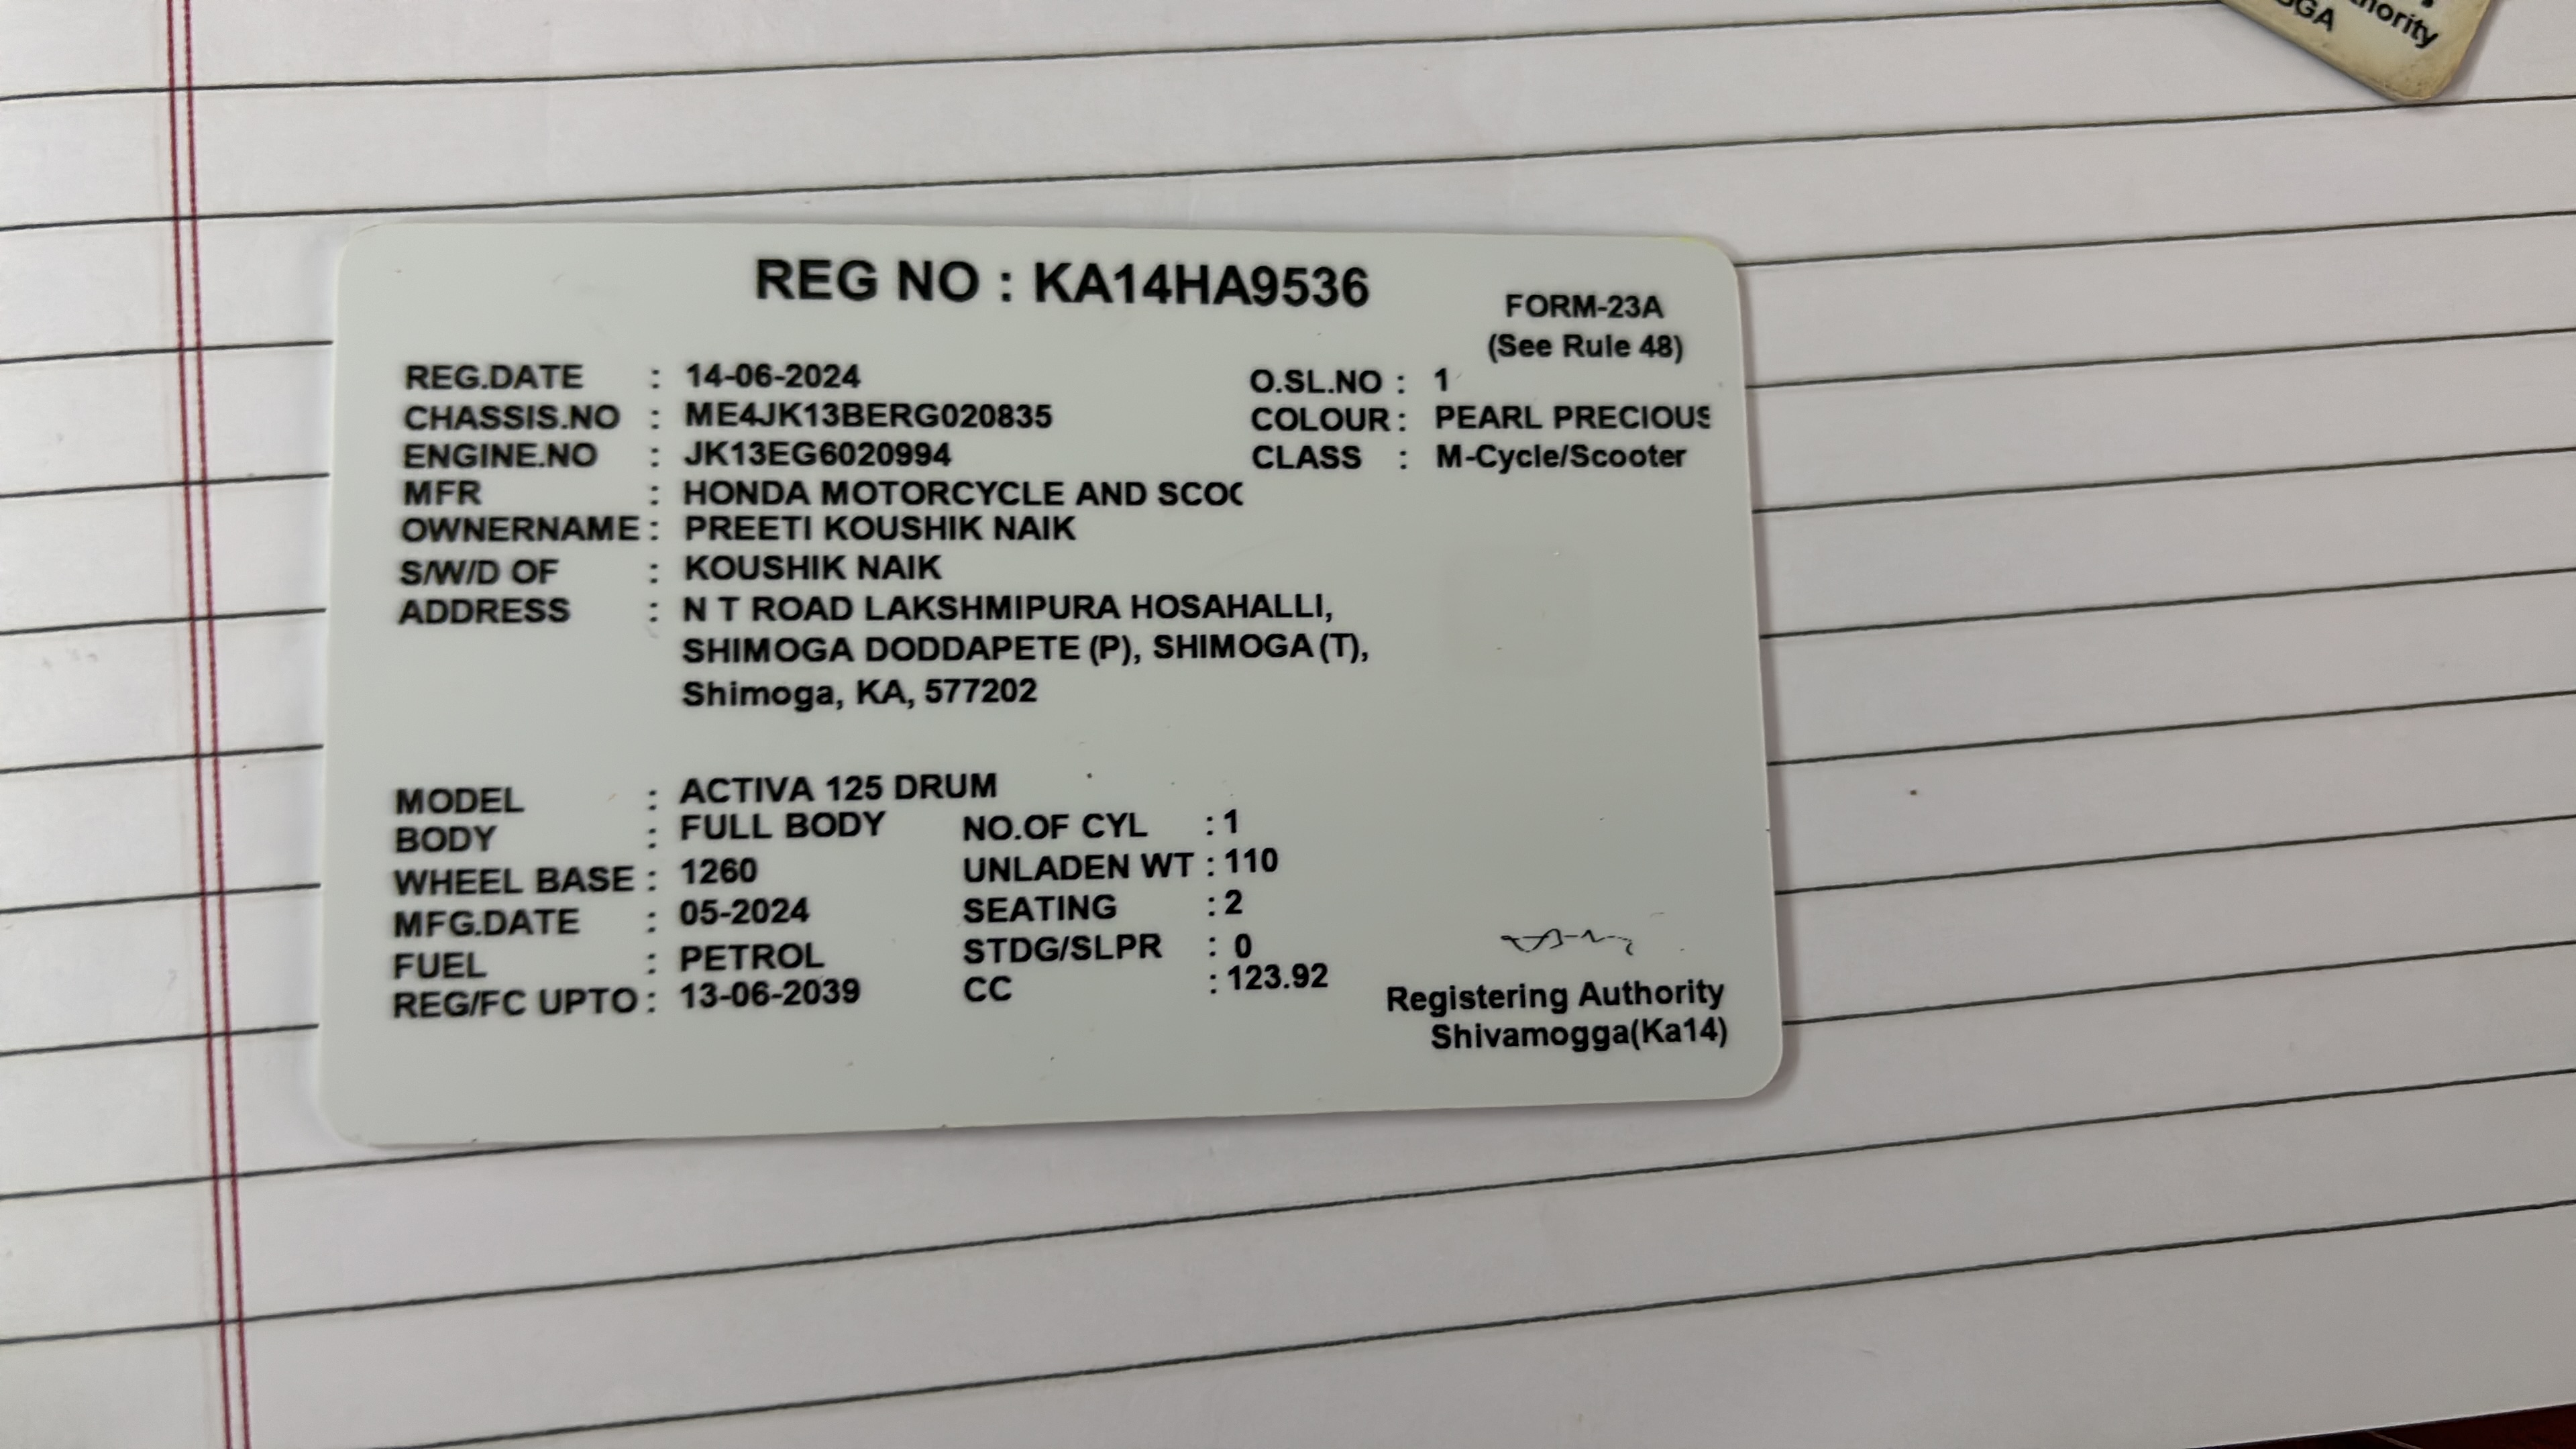 REG NO : KA14HA9536
FORM-23A
(See Rule 48)
REG.DATE : 14-06-2024 O.SL.NO : 1
CHASSIS.NO : ME4JK13BERG020835 COLOUR : PEARL PRECIOUS
ENGINE.NO : JK13EG6020994 CLASS : M-Cycle/Scooter
MFR : HONDA MOTORCYCLE AND SCOO
OWNERNAME : PREETI KOUSHIK NAIK
S/W/D OF : KOUSHIK NAIK
ADDRESS : N T ROAD LAKSHMIPURA HOSAHALLI,
SHIMOGA DODDAPETE (P), SHIMOGA (T),
Shimoga, KA, 577202
MODEL : ACTIVA 125 DRUM
BODY : FULL BODY NO.OF CYL : 1
WHEEL BASE : 1260 UNLADEN WT : 110
MFG.DATE : 05-2024 SEATING : 2
FUEL : PETROL STDG/SLPR : 0
REG/FC UPTO : 13-06-2039 CC : 123.92
Registering Authority
Shivamogga(Ka14)